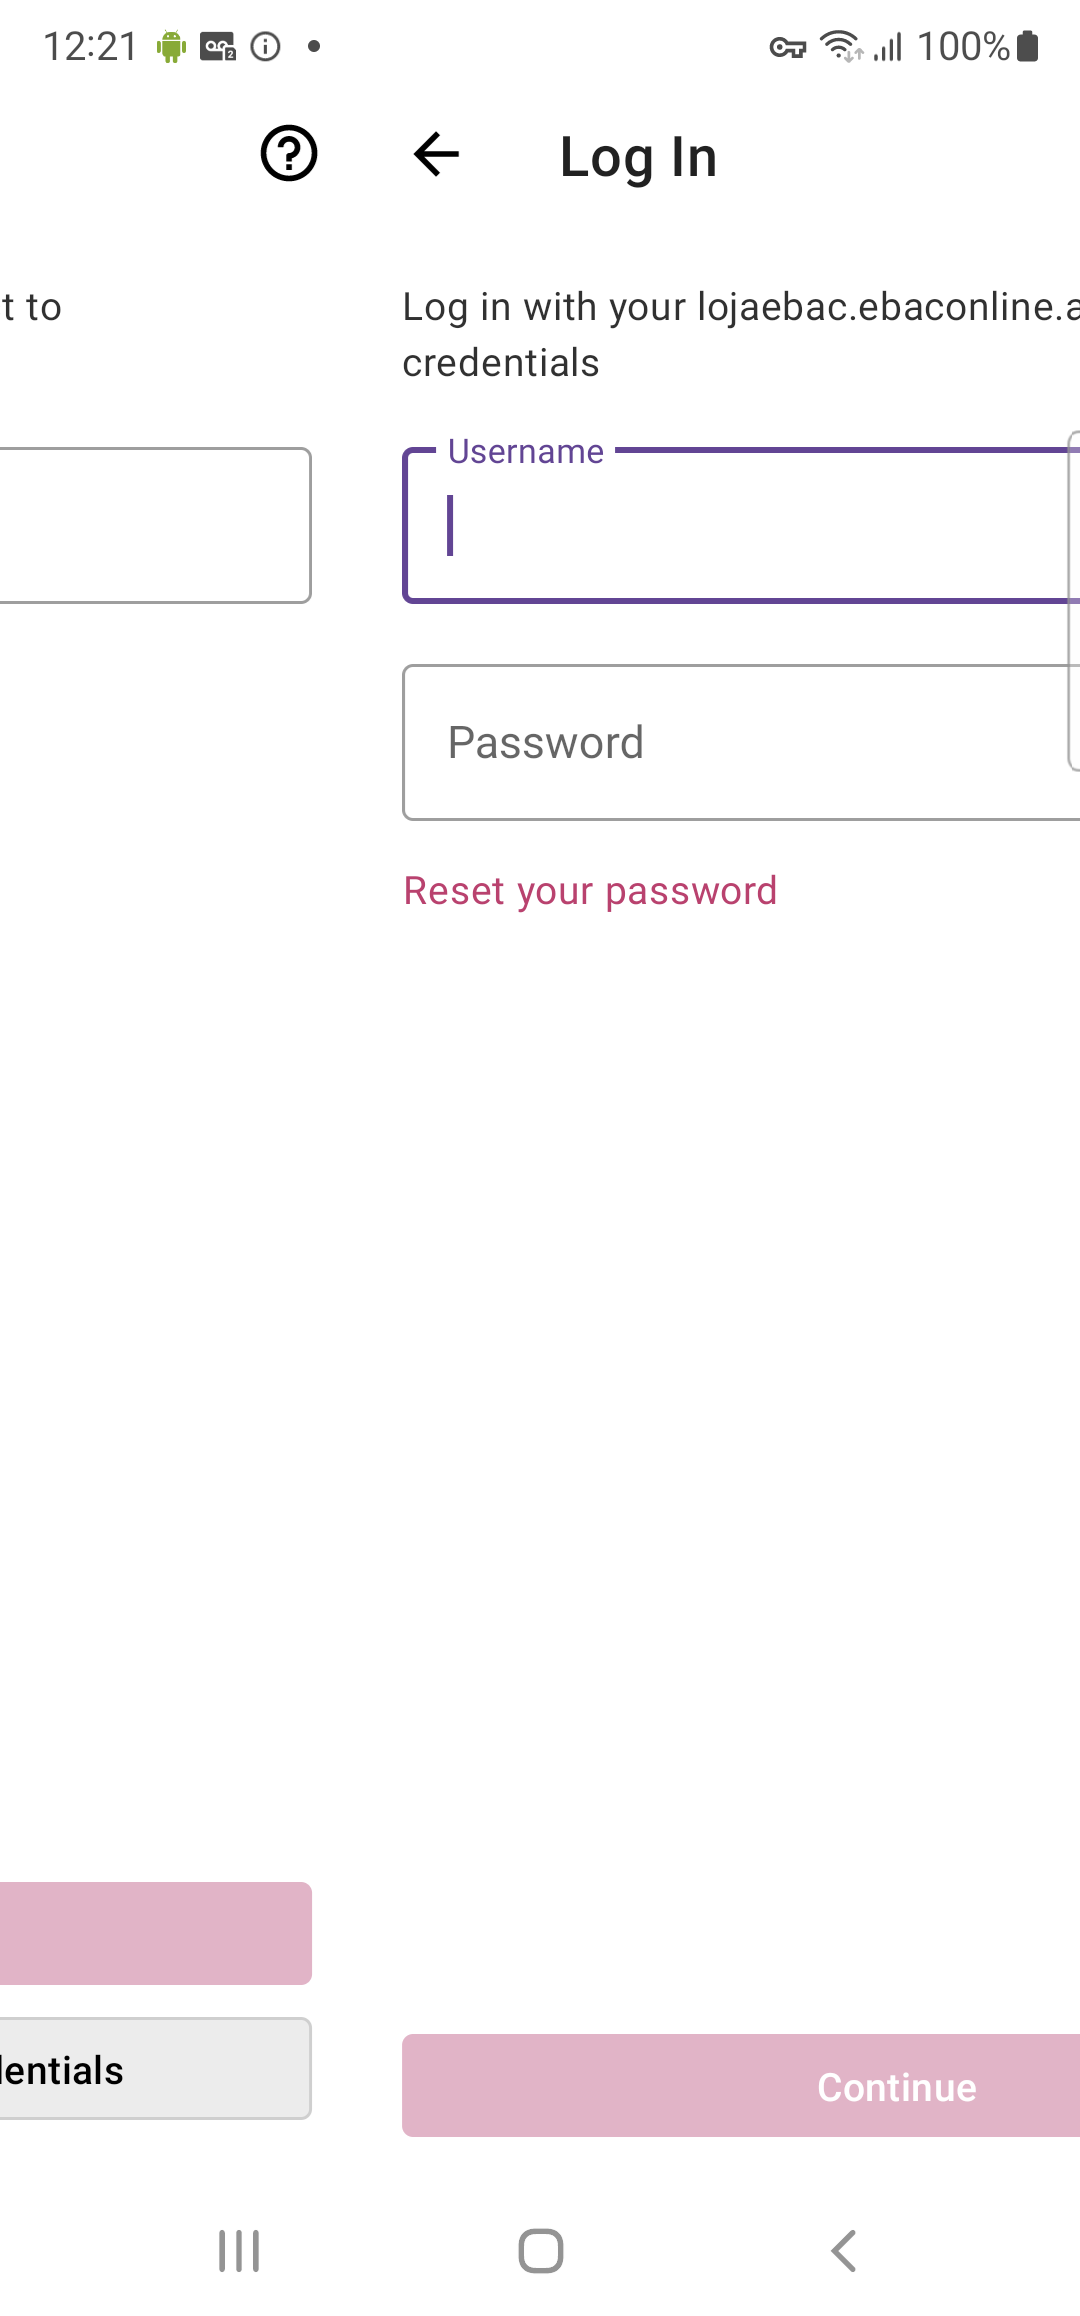 12:21
100%
Log In
t to
Log in with your lojaebac.ebaconline.a
credentials
Username
Password
Reset your password
entials
Continue